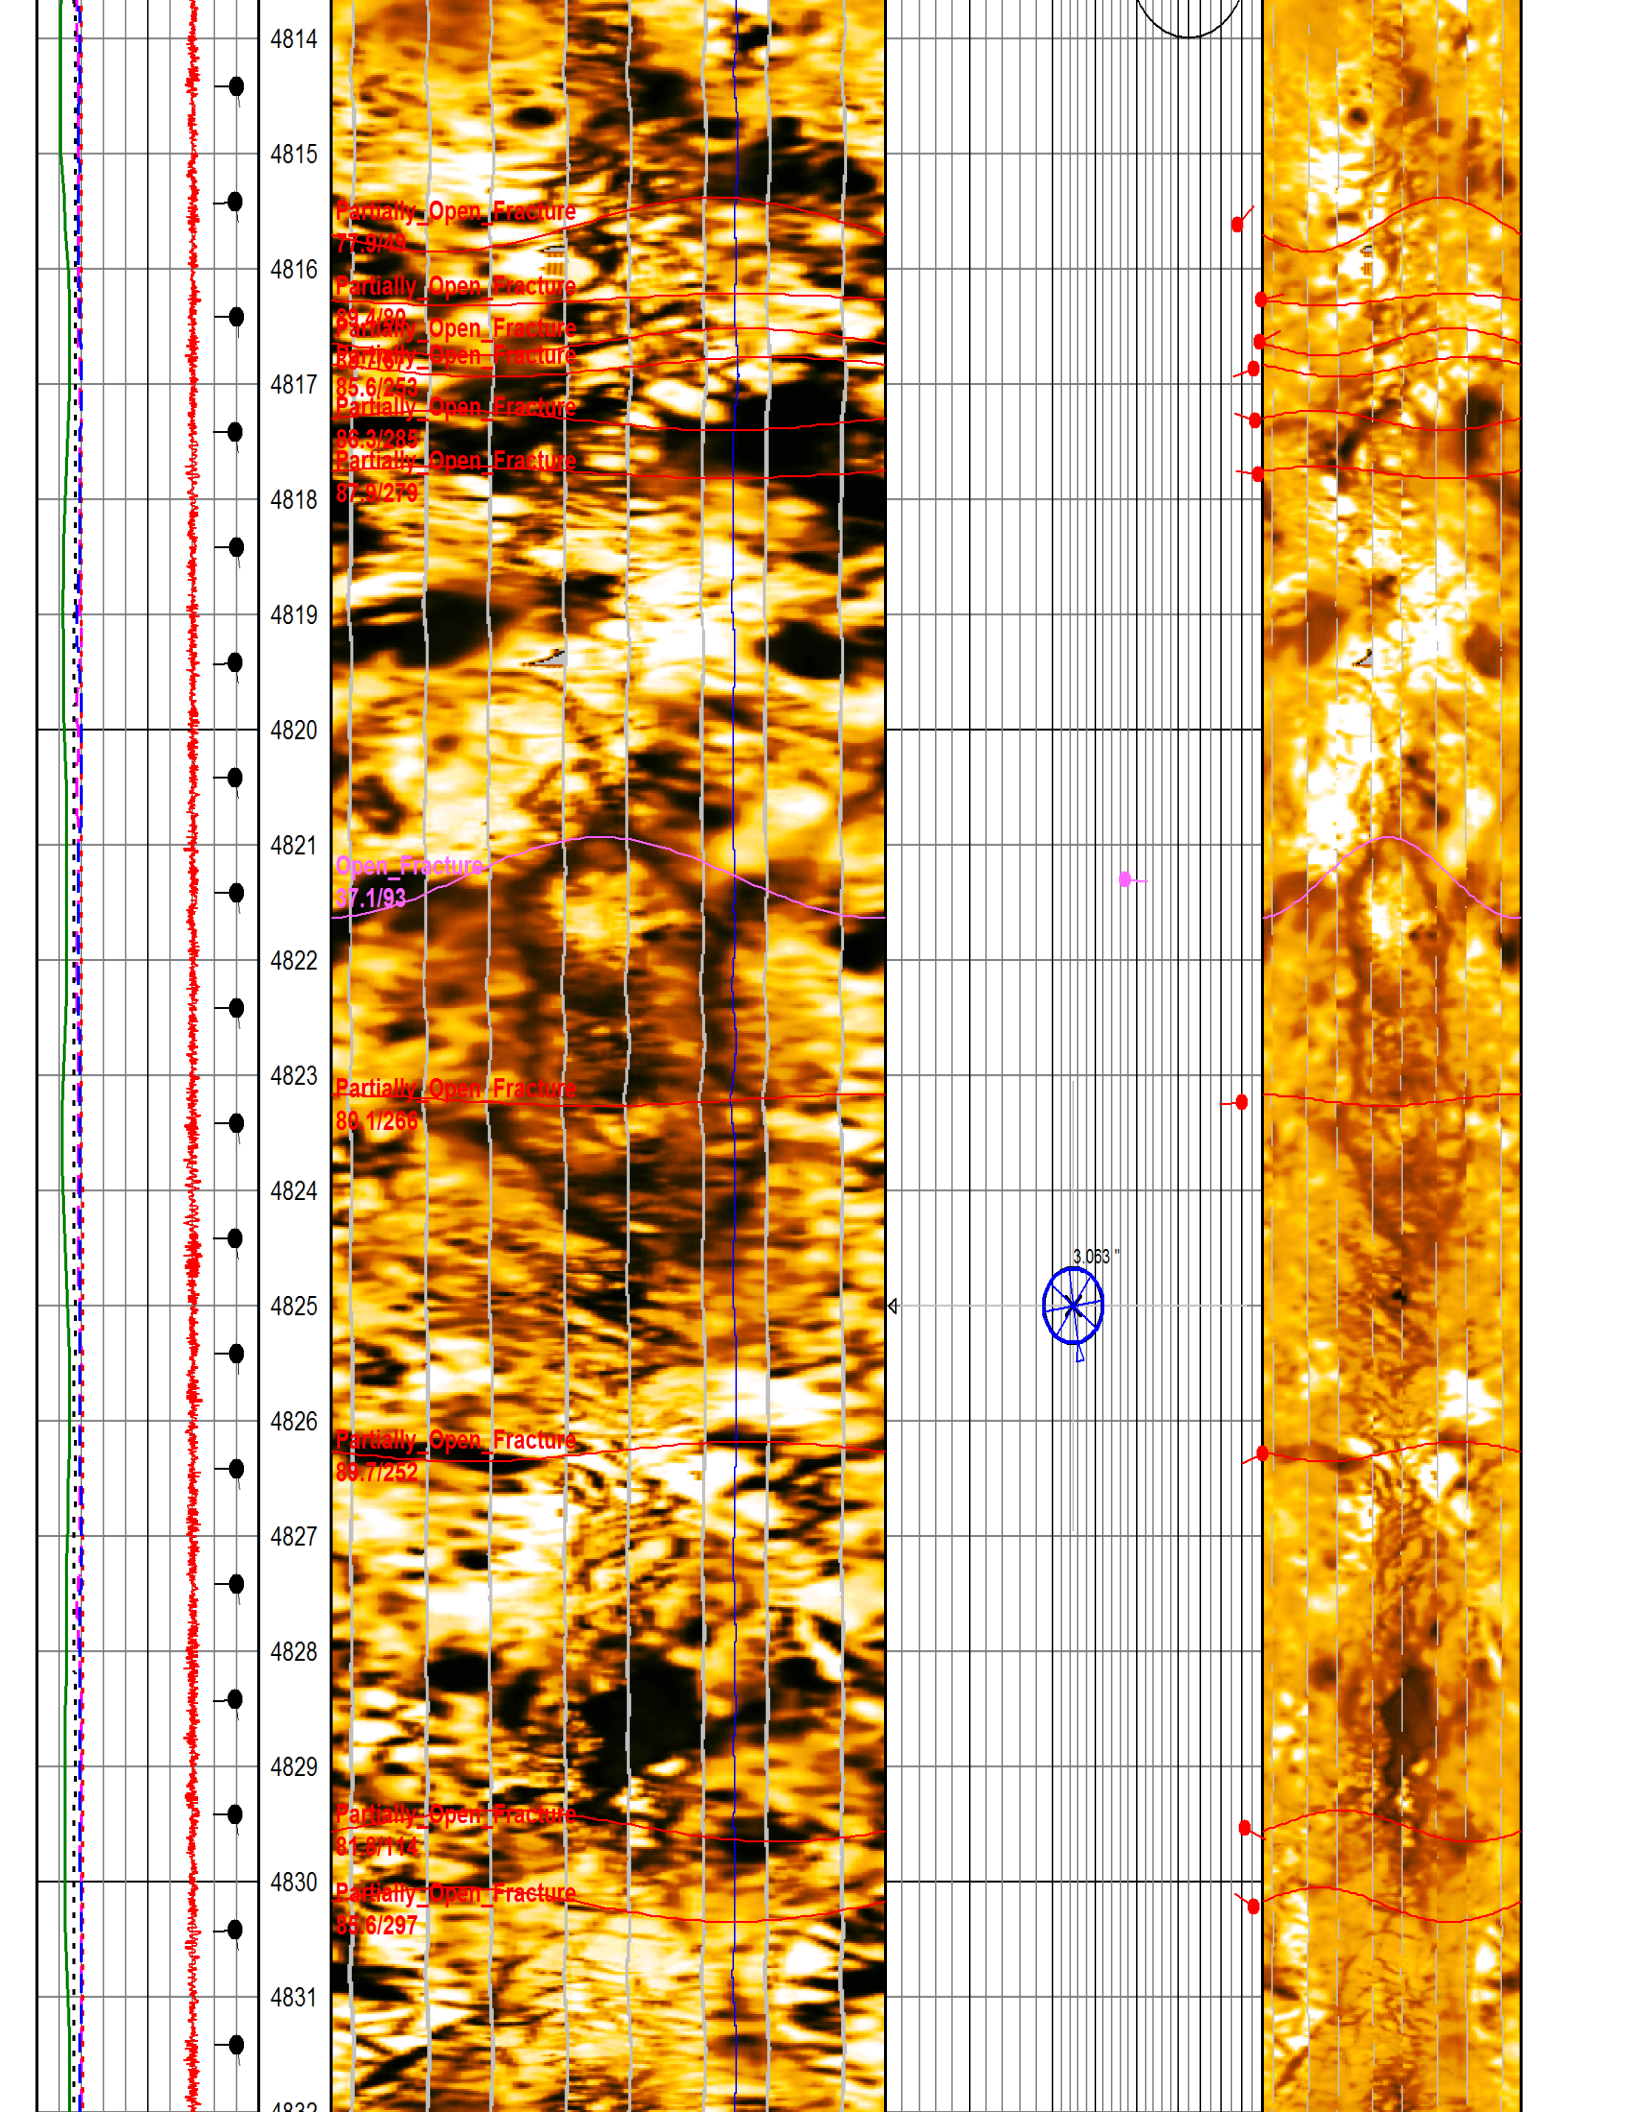 4814
4815
Partially_Open_Fracture
77.9/49
4816
Partially_Open_Fracture
89.4/80
Partially_Open_Fracture
Partially_Open_Fracture
4817
85.6/253
Partially_Open_Fracture
86.3/285
Partially_Open_Fracture
87.9/279
4818
4819
4820
4821
Open_Fracture
37.1/93
4822
4823
Partially_Open_Fracture
80.1/266
4824
3.063 "
4825
4826
Partially_Open_Fracture
89.7/252
4827
4828
4829
Partially_Open_Fracture
81.8/114
4830
Partially_Open_Fracture
85.6/297
4831
4832